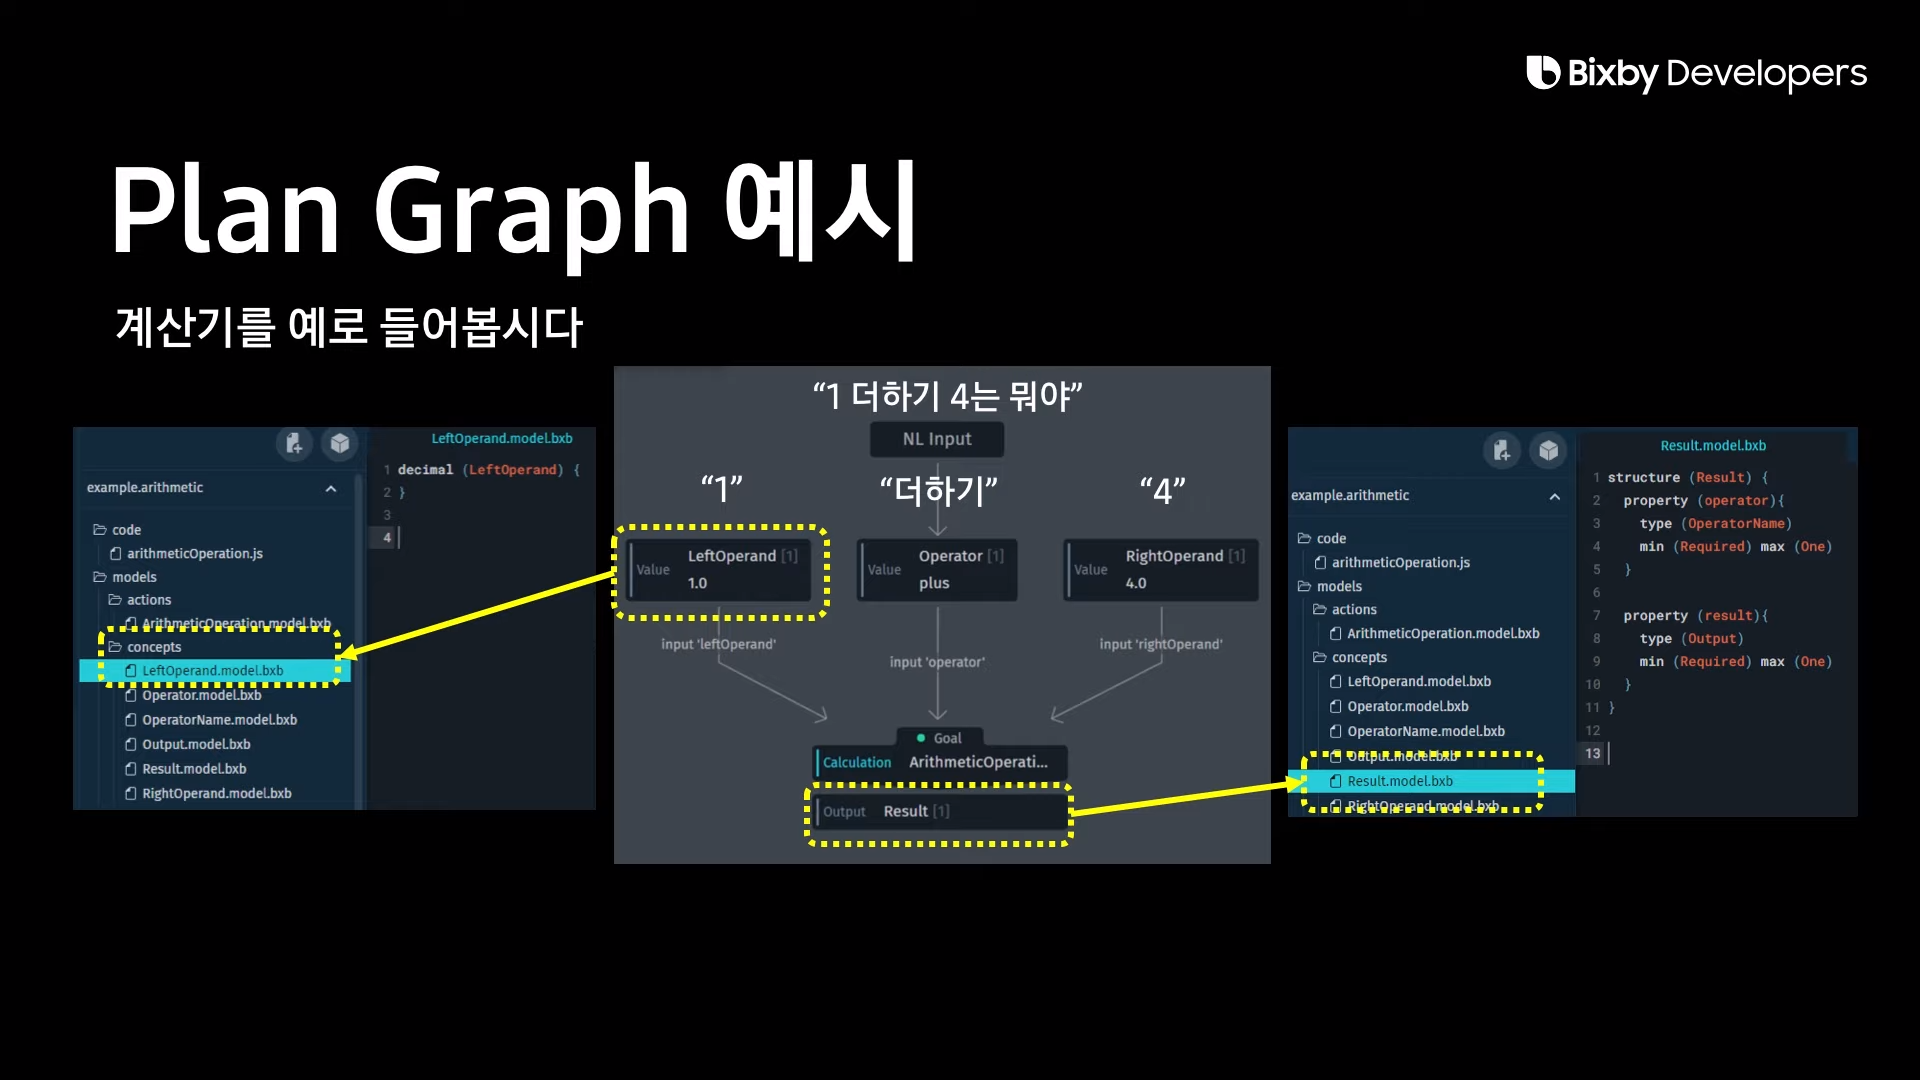 Bixby Developers
Plan Graph 예시
계산기를 예로 들어봅시다
example.arithmetic
code
arithmeticOperation.js
models
actions
ArithmeticOperation.model.bxb
concepts
LeftOperand.model.bxb
Operator.model.bxb
OperatorName.model.bxb
Output.model.bxb
Result.model.bxb
RightOperand.model.bxb
LeftOperand.model.bxb
1 decimal (LeftOperand) {
2 }
3
4
“1 더하기 4는 뭐야”
NL Input
“1” “더하기” “4”
Value LeftOperand [1]
1.0
Value Operator [1]
plus
Value RightOperand [1]
4.0
input 'leftOperand'
input 'operator'
input 'rightOperand'
Goal
Calculation ArithmeticOperati...
Output Result [1]
example.arithmetic
code
arithmeticOperation.js
models
actions
ArithmeticOperation.model.bxb
concepts
LeftOperand.model.bxb
Operator.model.bxb
OperatorName.model.bxb
Output.model.bxb
Result.model.bxb
RightOperand.model.bxb
Result.model.bxb
1 structure (Result) {
2 property (operator){
3 type (OperatorName)
4 min (Required) max (One)
5 }
6
7 property (result){
8 type (Output)
9 min (Required) max (One)
10 }
11 }
12
13